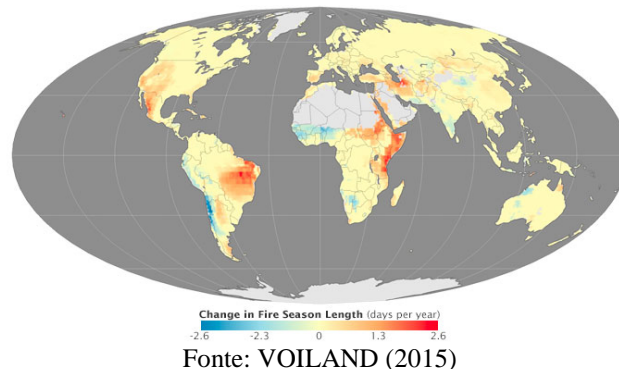 Change in Fire Season Length (days per year)
-2.6 -2.3 0 1.3 2.6
Fonte: VOILAND (2015)